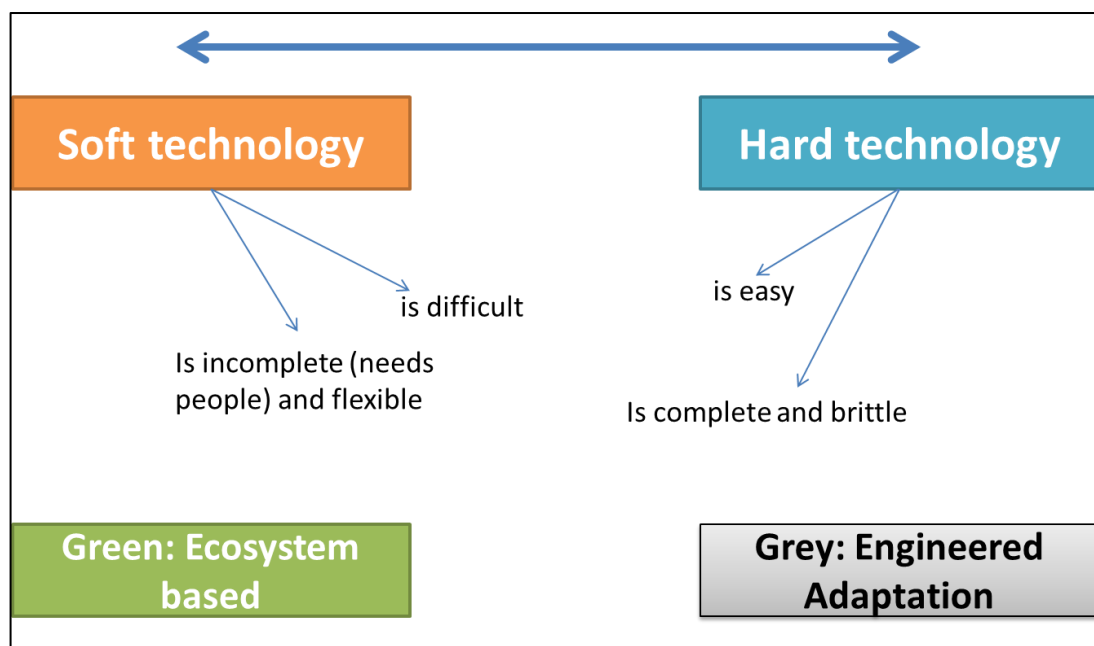 Soft technology
Hard technology
is difficult
is easy
Is incomplete (needs
people) and flexible
Is complete and brittle
Green: Ecosystem
based
Grey: Engineered
Adaptation